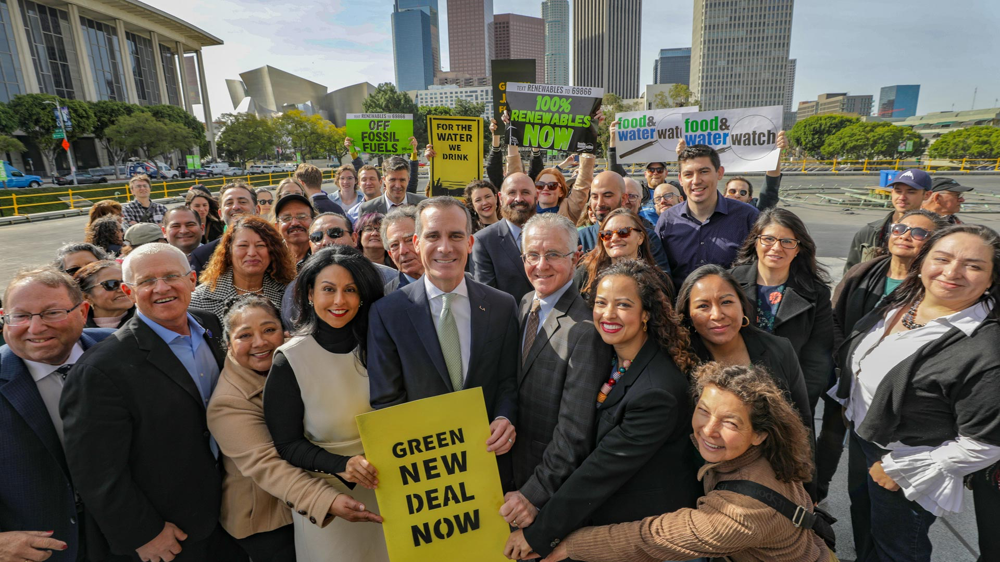 TEXT RENEWABLES TO 69866
OFF
FOSSIL
FUELS
FOR THE
WATER
WE
DRINK
TEXT RENEWABLES TO 69866
100%
RENEWABLES
NOW
food&
water
food&
water watch
GREEN
NEW
DEAL
NOW